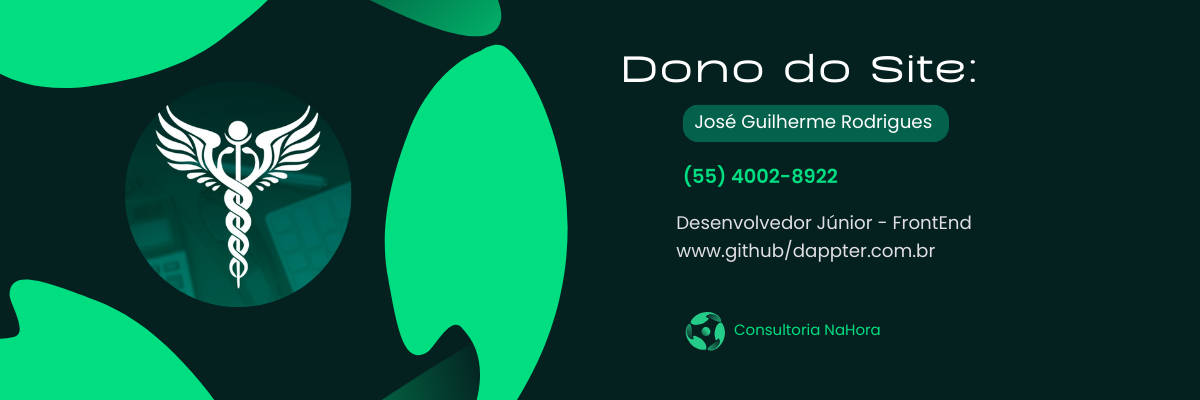 Dono do Site:
José Guilherme Rodrigues
(55) 4002-8922
Desenvolvedor Júnior - FrontEnd
www.github/dappter.com.br
Consultoria NaHora